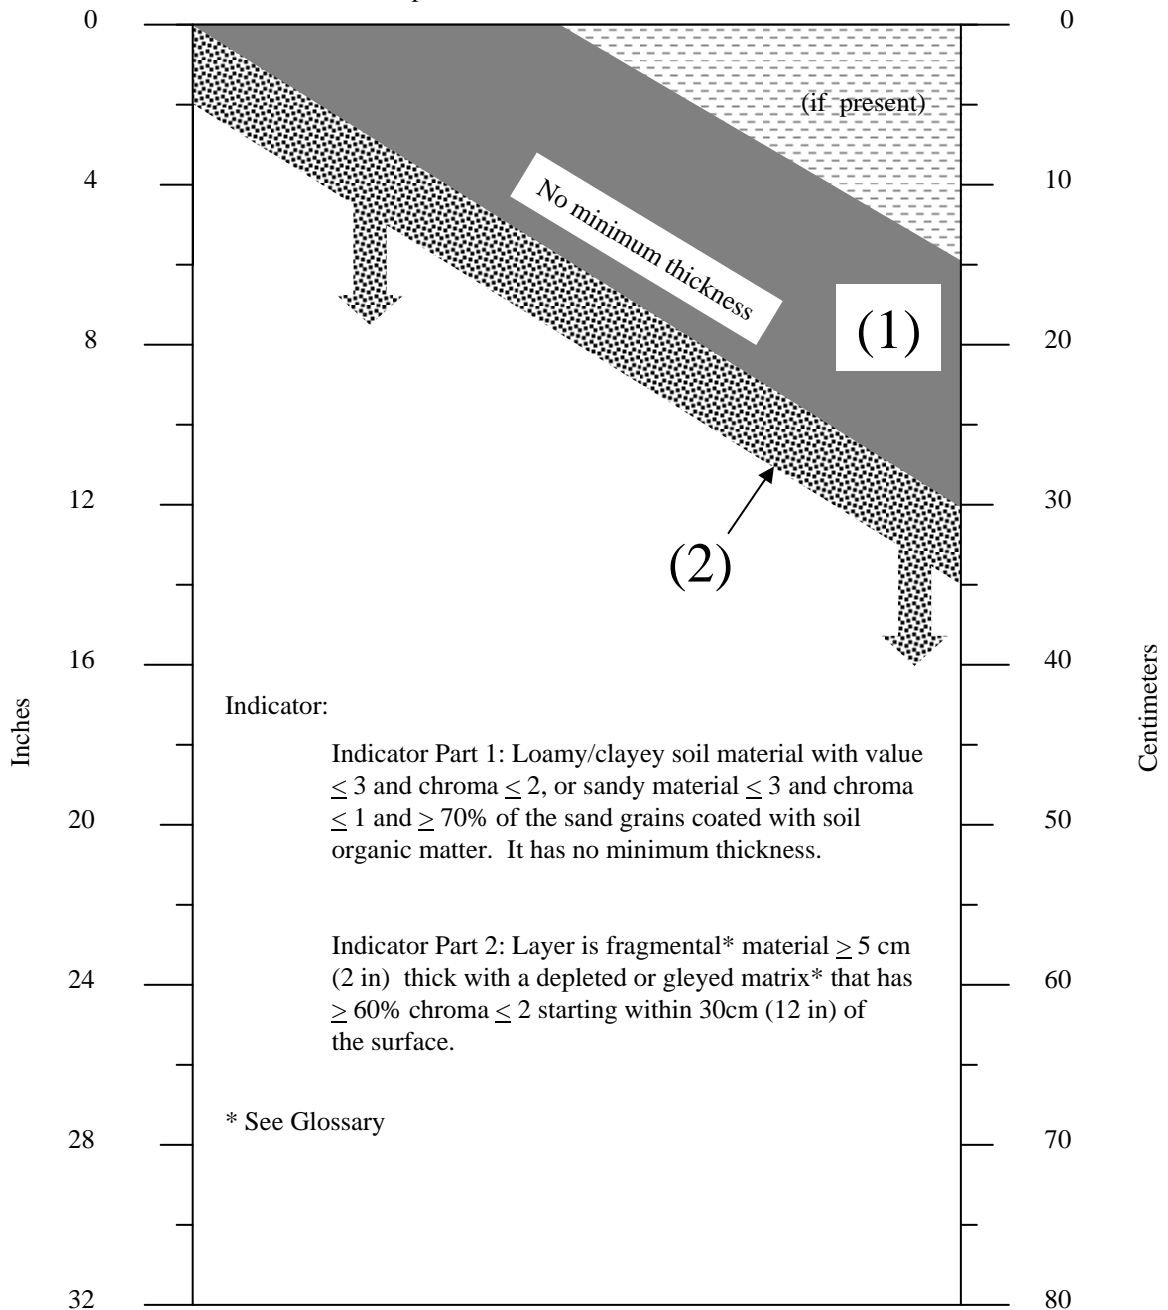 0
0
(if present)
4
10
No minimum thickness
(1)
8
20
12
30
(2)
16
40
Inches
Centimeters
Indicator:
Indicator Part 1: Loamy/clayey soil material with value
≤ 3 and chroma ≤ 2, or sandy material ≤ 3 and chroma
≤ 1 and ≥ 70% of the sand grains coated with soil
organic matter. It has no minimum thickness.
20
50
Indicator Part 2: Layer is fragmental* material ≥ 5 cm
(2 in) thick with a depleted or gleyed matrix* that has
≥ 60% chroma ≤ 2 starting within 30cm (12 in) of
the surface.
24
60
* See Glossary
28
70
32
80